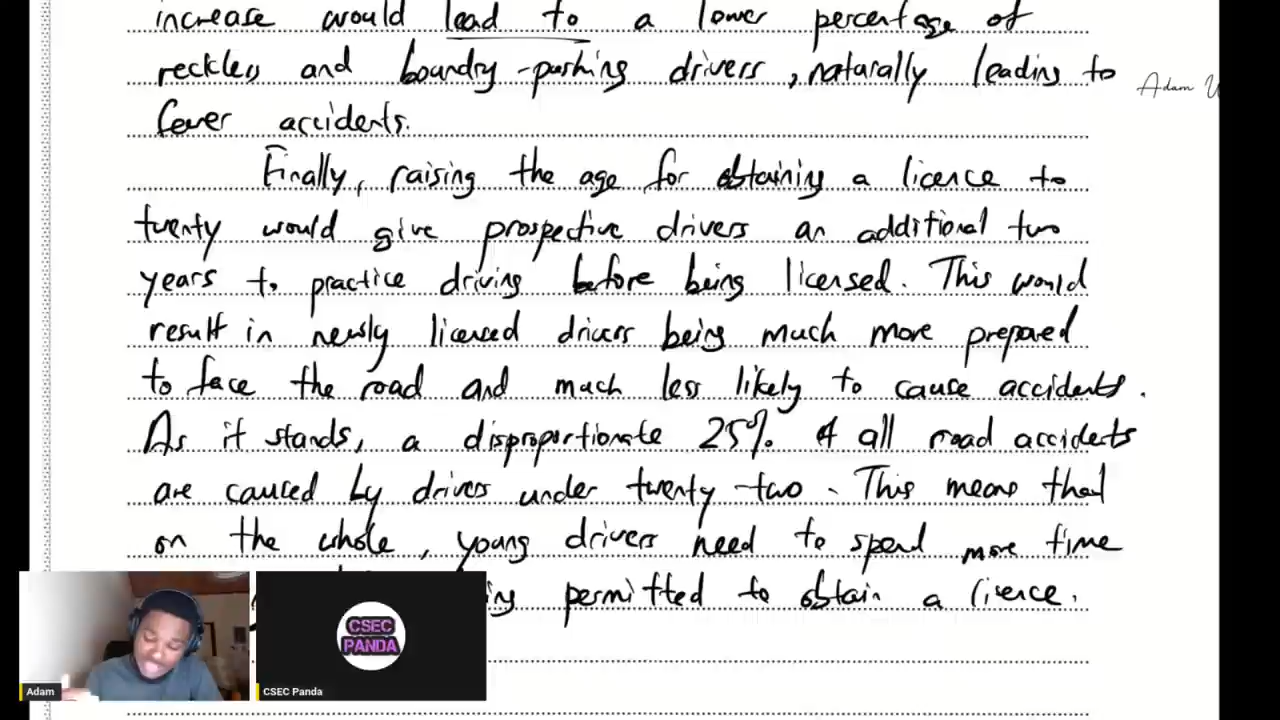 increase would lead to a lower percentage of
reckless and boundry-pushing drivers, naturally leading to
Adam
fewer accidents.
Finally, raising the age for obtaining a licence to
twenty would give prospective drivers an additional two
years to practice driving before being licensed. This would
result in newly licenced drivers being much more prepared
to face the road and much less likely to cause accidents.
As it stands, a disproportionate 25% of all road accidents
are caused by drivers under twenty-two. This means that
on the whole, young drivers need to spend more time
permitted to obtain a licence.
CSEC
PANDA
Adam
CSEC Panda